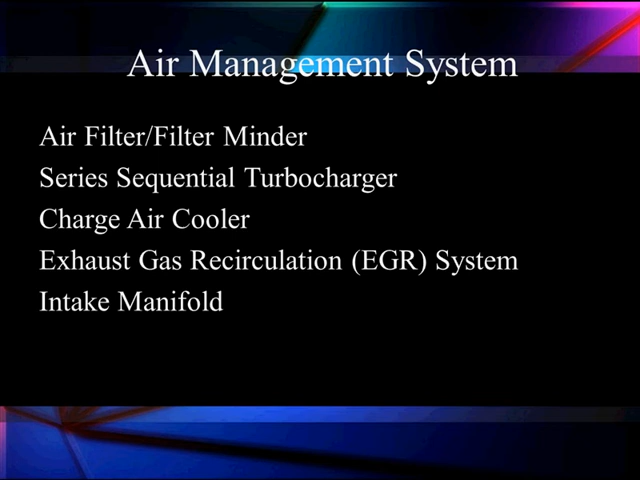 Air Management System
Air Filter/Filter Minder
Series Sequential Turbocharger
Charge Air Cooler
Exhaust Gas Recirculation (EGR) System
Intake Manifold